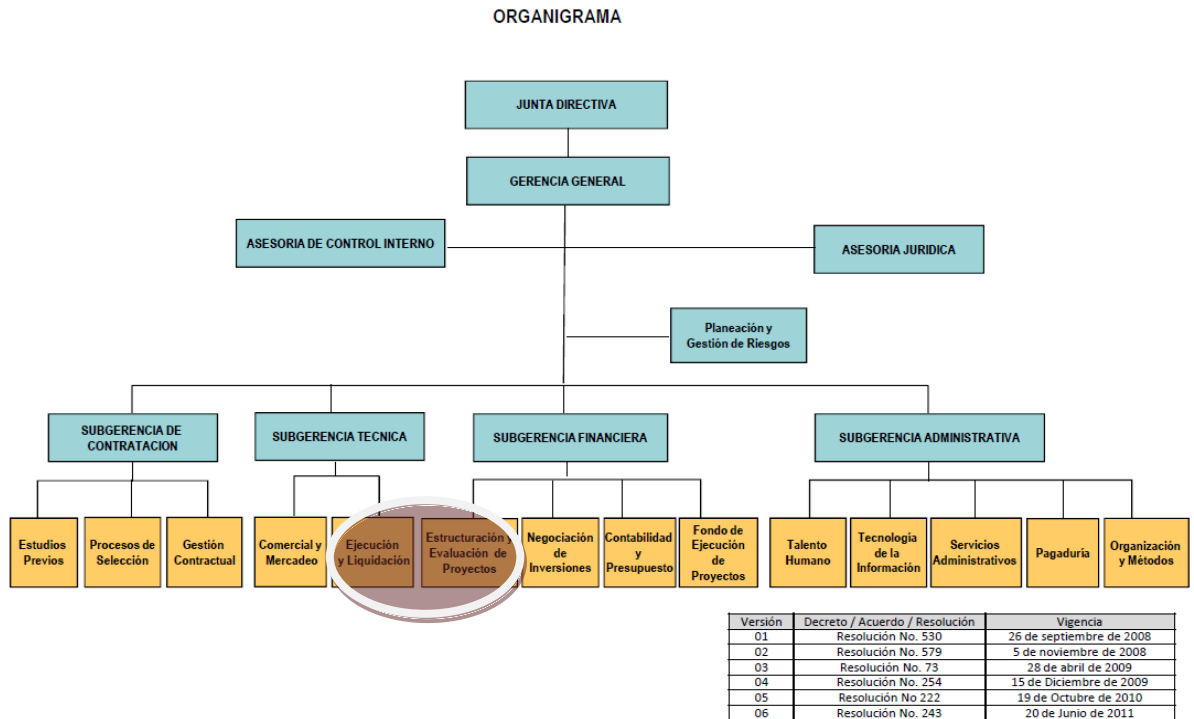 ORGANIGRAMA
JUNTA DIRECTIVA
GERENCIA GENERAL
ASESORIA DE CONTROL INTERNO
ASESORIA JURIDICA
Planeación y
Gestión de Riesgos
SUBGERENCIA DE
CONTRATACION
SUBGERENCIA TECNICA
SUBGERENCIA FINANCIERA
SUBGERENCIA ADMINISTRATIVA
Estudios
Previos
Procesos de
Selección
Gestión
Contractual
Comercial y
Mercadeo
Ejecución
y Liquidación
Estructuración y
Evaluación de
Proyectos
Negociación
de
Inversiones
Contabilidad
y
Presupuesto
Fondo de
Ejecución
de
Proyectos
Talento
Humano
Tecnologia
de la
Información
Servicios
Administrativos
Pagaduría
Organización
y Métodos
Versión Decreto / Acuerdo / Resolución Vigencia
01 Resolución No. 530 26 de septiembre de 2008
02 Resolución No. 579 5 de noviembre de 2008
03 Resolución No. 73 28 de abril de 2009
04 Resolución No. 254 15 de Diciembre de 2009
05 Resolución No 222 19 de Octubre de 2010
06 Resolución No. 243 20 de Junio de 2011